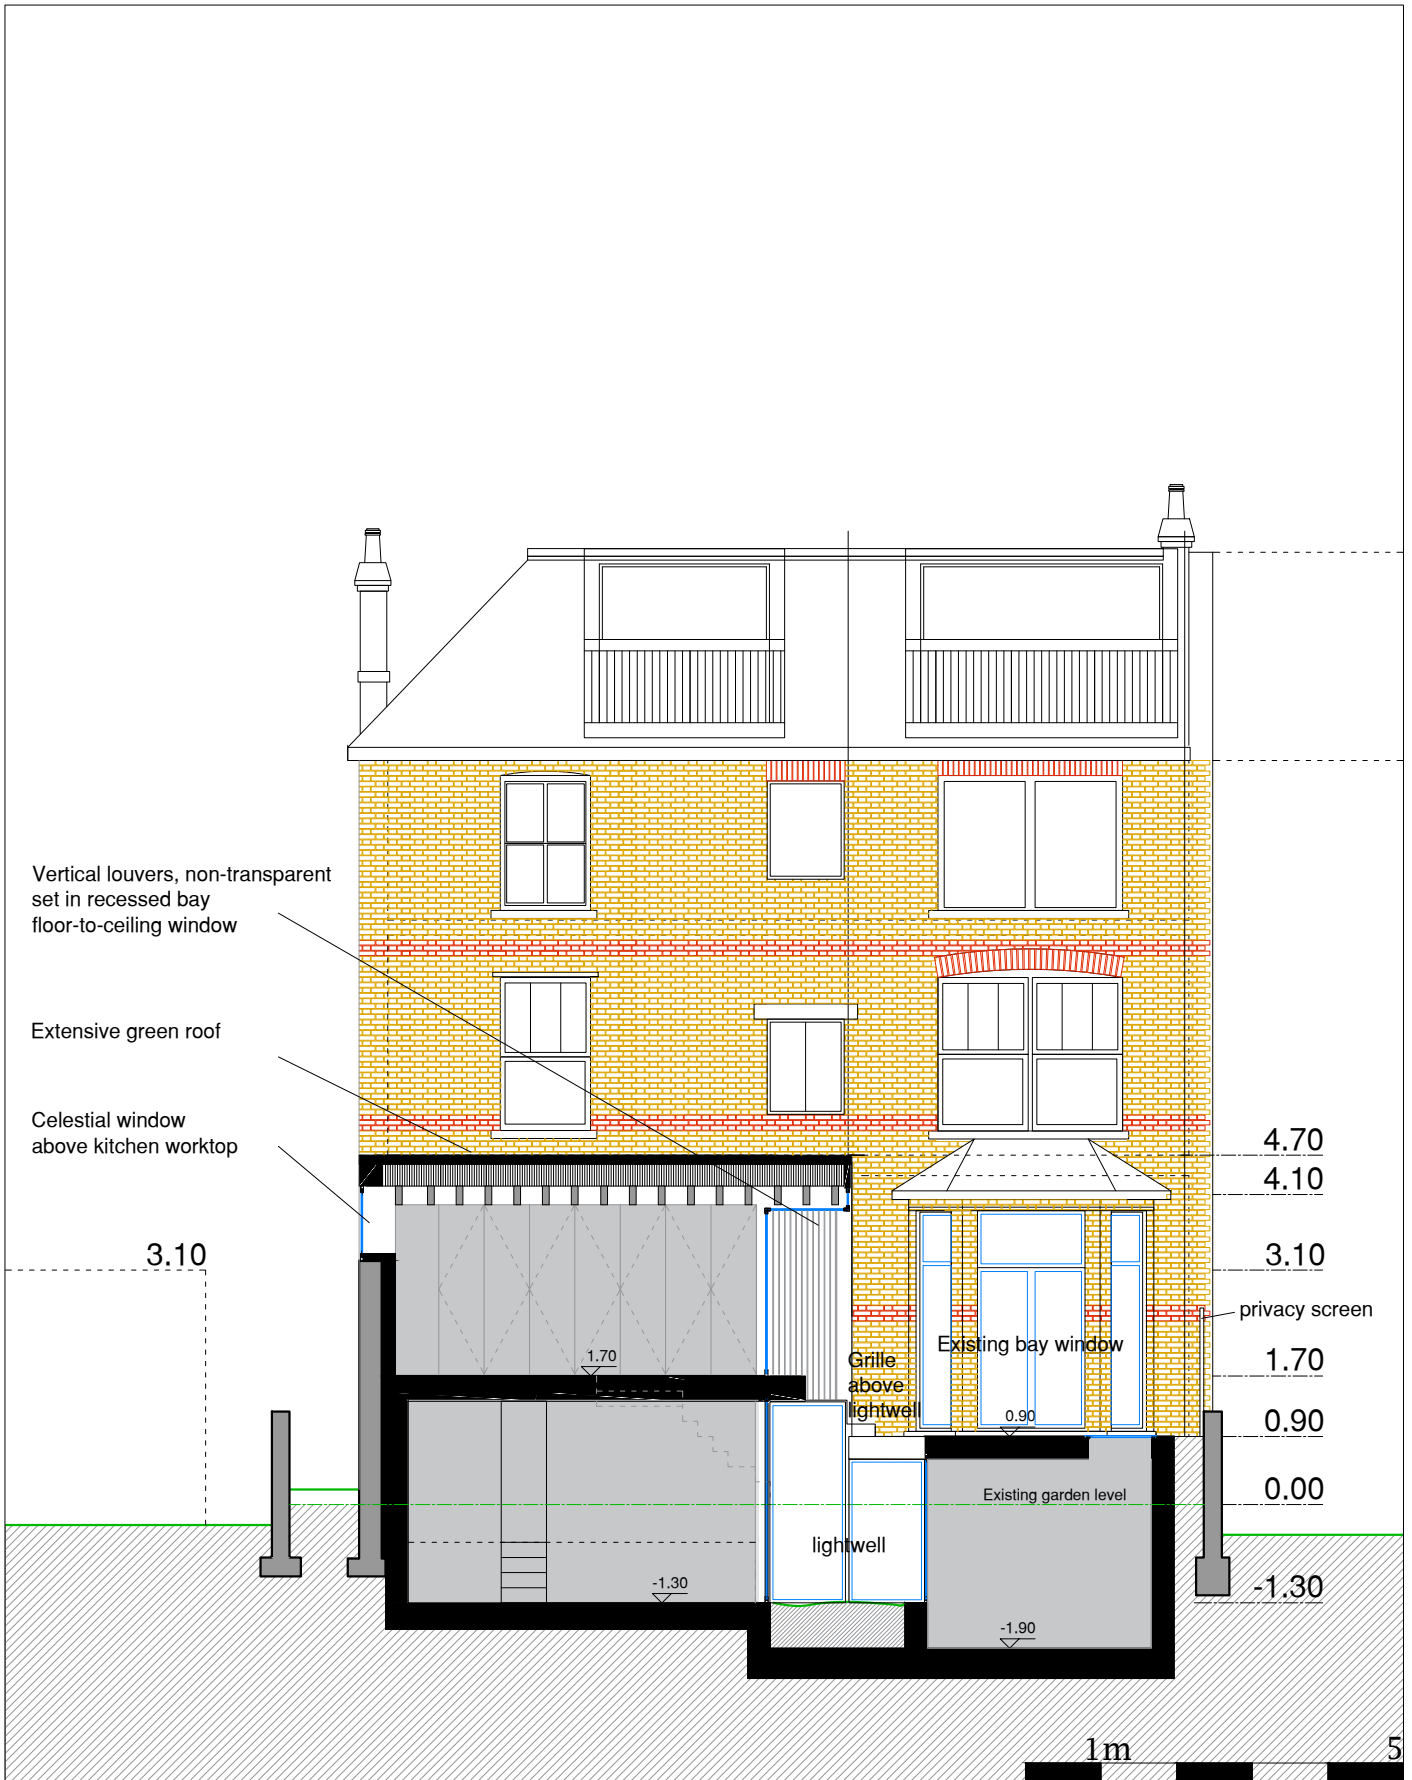 Vertical louvers, non-transparent
set in recessed bay
floor-to-ceiling window
Extensive green roof
Celestial window
above kitchen worktop
4.70
4.10
3.10
3.10
privacy screen
Existing bay window
1.70
1.70
Grille
above
lightwell
0.90
0.90
Existing garden level
0.00
lightwell
-1.30
-1.30
-1.90
1m
5